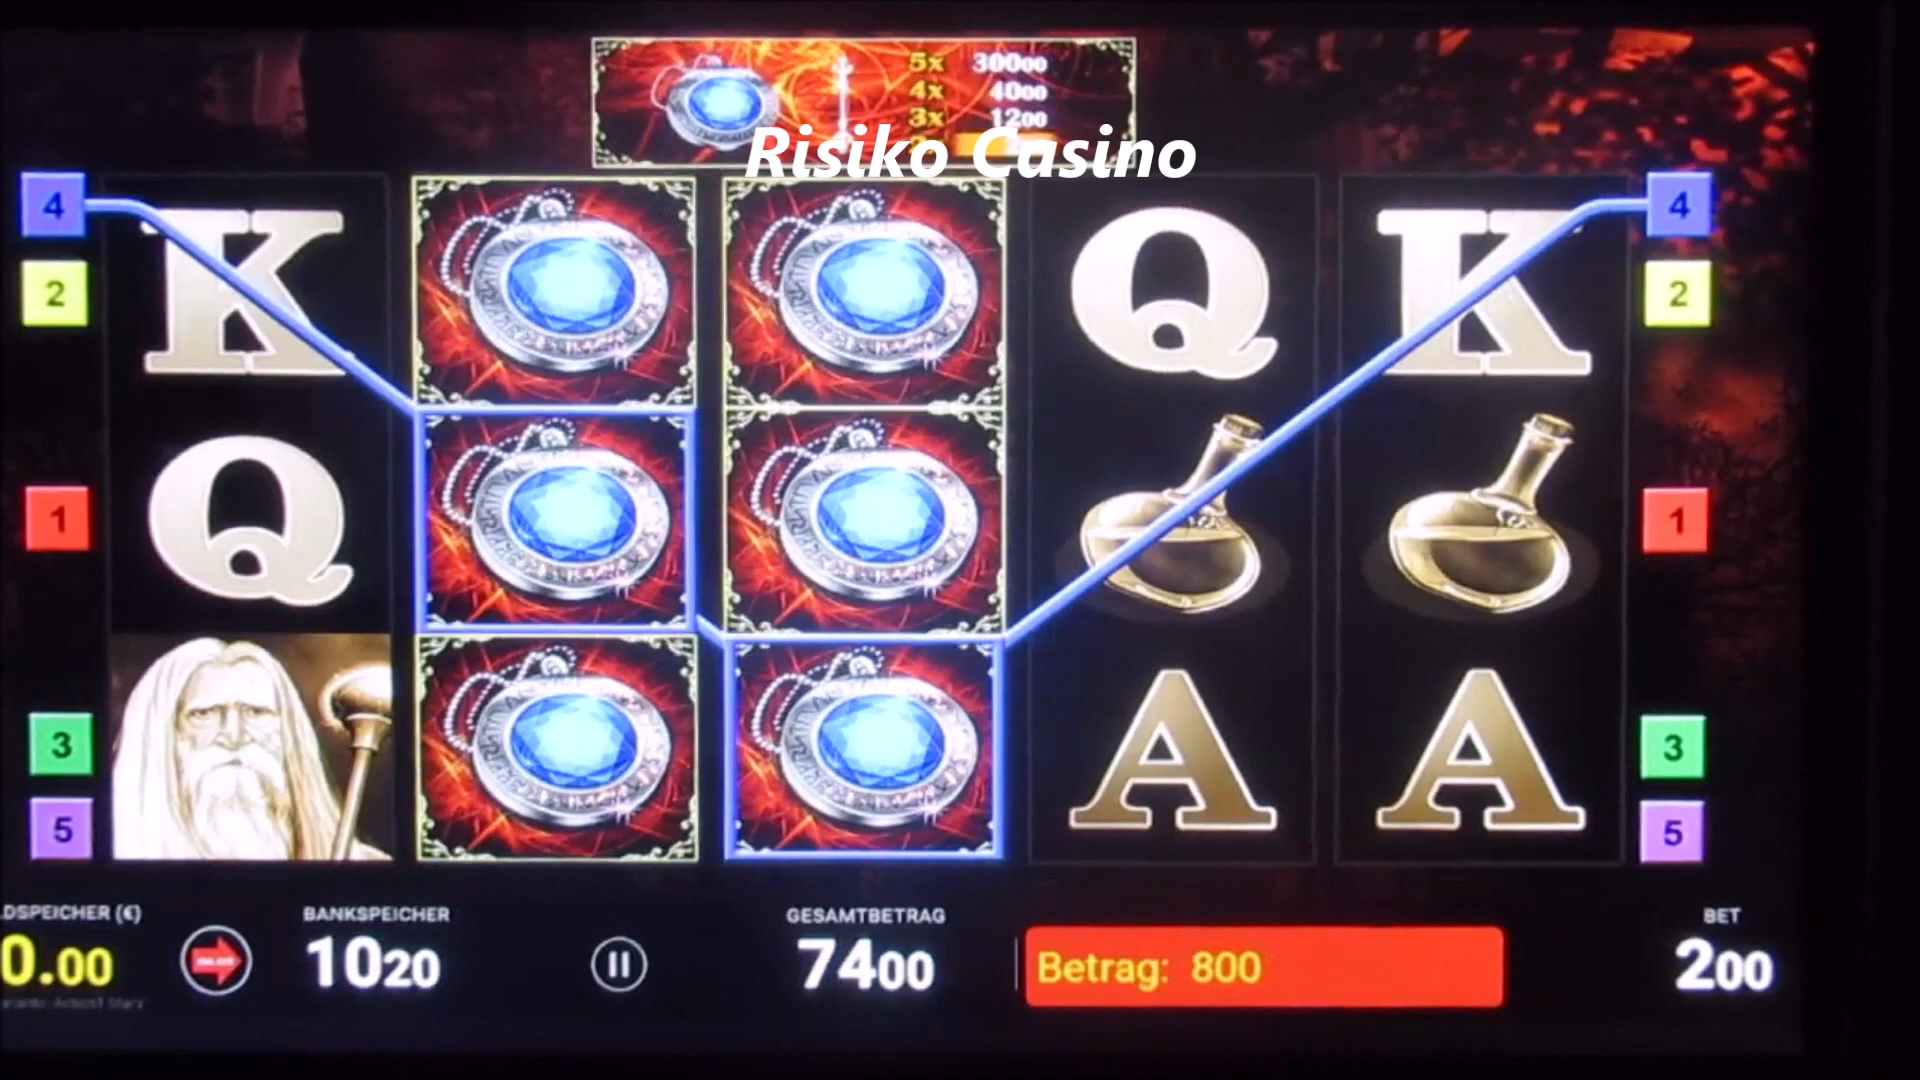 5x 30000
4x 4000
3x 1200
Risiko Casino
4 4
2 2
K Q K
1 1
Q
3 3
A A
5 5
DSPEICHER (€) BANKSPEICHER GESAMTBETRAG BET
0.00 1020 7400 Betrag: 800 200